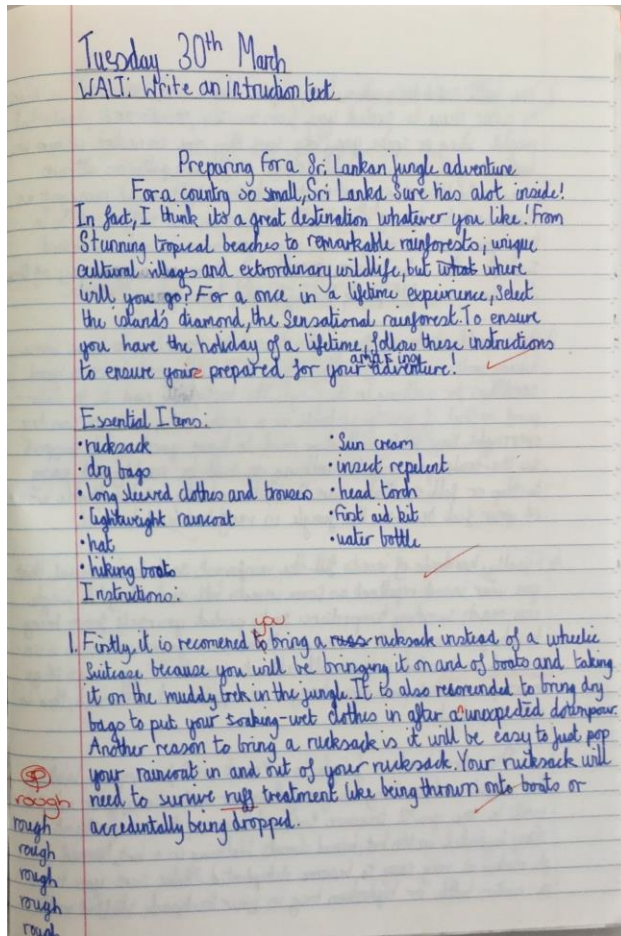 Tuesday 30th March
WALT: Write an intruction text
Preparing for a Sri Lankan jungle adventure
For a country so small, Sri Lanka sure has alot inside!
In fact, I think it's a great destination whatever you like! From
stunning tropical beaches to remarkable rainforests; unique
cultural villags and extrordinary wildlife, but what where
will you go? For a once in a lifetime expeirence, select
the island's diamond, the sensational rainforest. To ensure
you have the holiday of a lifetime, follow these instructions
to ensure youre prepared for your amazing adventure!
Essential Items:
• rucksack
• dry bags
• long sleeved clothes and trousers
• lightweight raincoat
• hat
• hiking boots
• Sun cream
• insect repelent
• head torch
• first aid kit
• water bottle
Instructions:
you
1. Firstly, it is recomened to bring a rucksack instead of a wheelie
suitcase because you will be bringing it on and of boats and taking
it on the muddy trek in the jungle. It to also recomended to bring dry
bags to put your soaking-wet clothes in after a unexpected downpour.
Another reason to bring a rucksack is it will be easy to just pop
your raincoat in and out of your rucksack. Your rucksack will
need to survive ruff treatment like being thrown onto boats or
accedentally being dropped.
sp
rough
rough
rough
rough
rough
rough